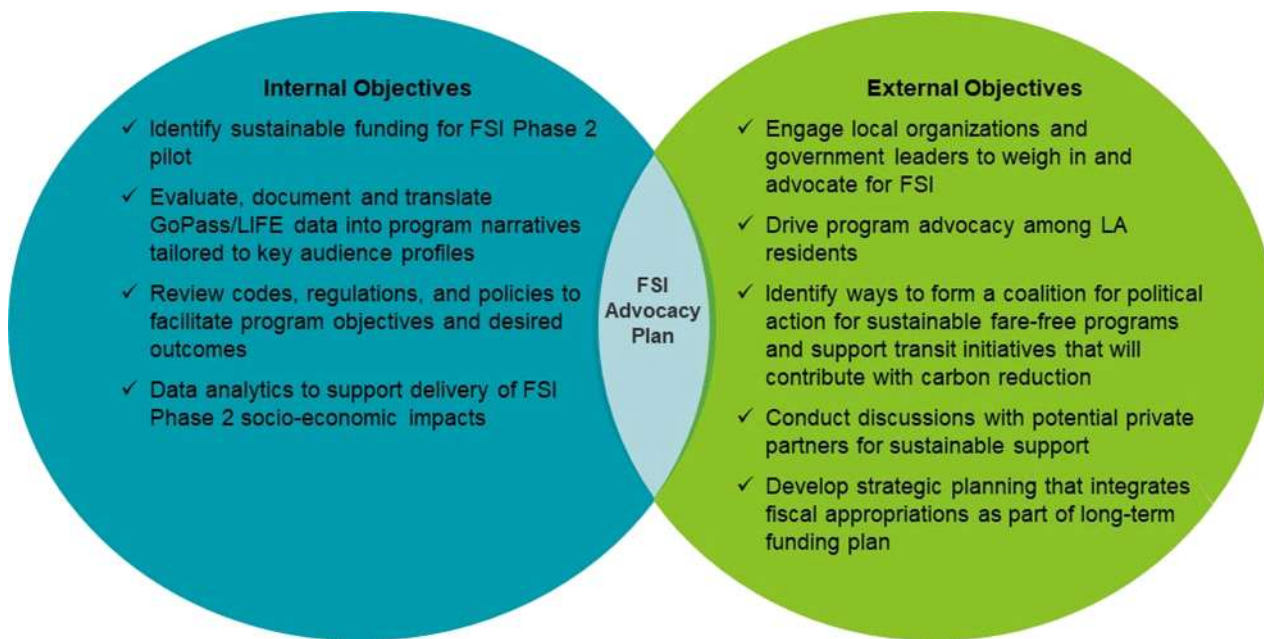 Internal Objectives
✓ Identify sustainable funding for FSI Phase 2
pilot
✓ Evaluate, document and translate
GoPass/LIFE data into program narratives
tailored to key audience profiles
✓ Review codes, regulations, and policies to
facilitate program objectives and desired
outcomes
✓ Data analytics to support delivery of FSI
Phase 2 socio-economic impacts
FSI
Advocacy
Plan
External Objectives
✓ Engage local organizations and
government leaders to weigh in and
advocate for FSI
✓ Drive program advocacy among LA
residents
✓ Identify ways to form a coalition for political
action for sustainable fare-free programs
and support transit initiatives that will
contribute with carbon reduction
✓ Conduct discussions with potential private
partners for sustainable support
✓ Develop strategic planning that integrates
fiscal appropriations as part of long-term
funding plan